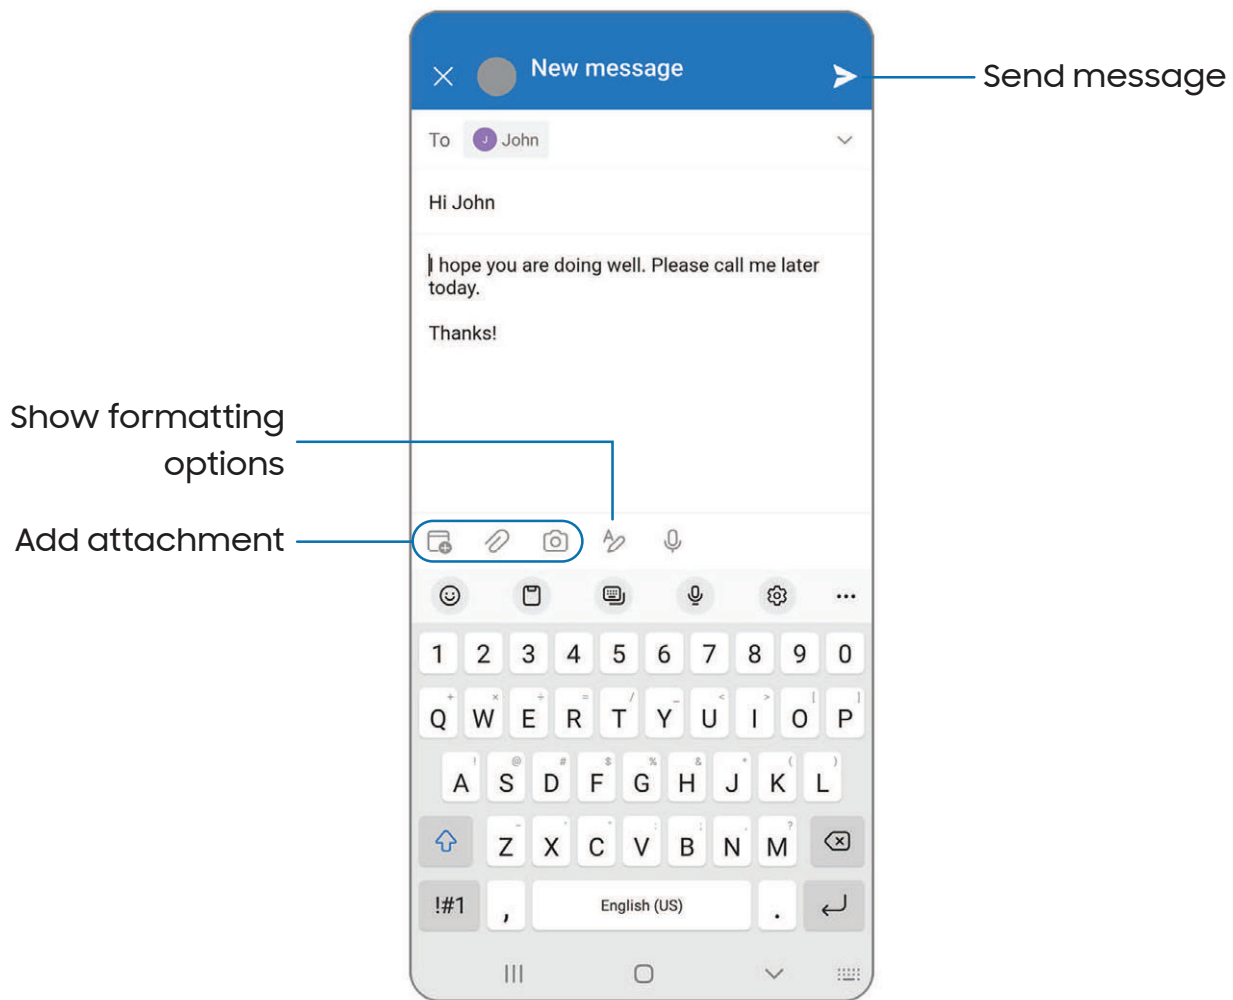 New message
Send message
To J John
Hi John
I hope you are doing well. Please call me later
today.
Thanks!
Show formatting
options
Add attachment
1 2 3 4 5 6 7 8 9 0
+ × ÷ = / _ < > [ ]
Q W E R T Y U I O P
! @ # $ % & * ( )
A S D F G H J K L
Z X C V B N M
?
!#1 , English (US) .